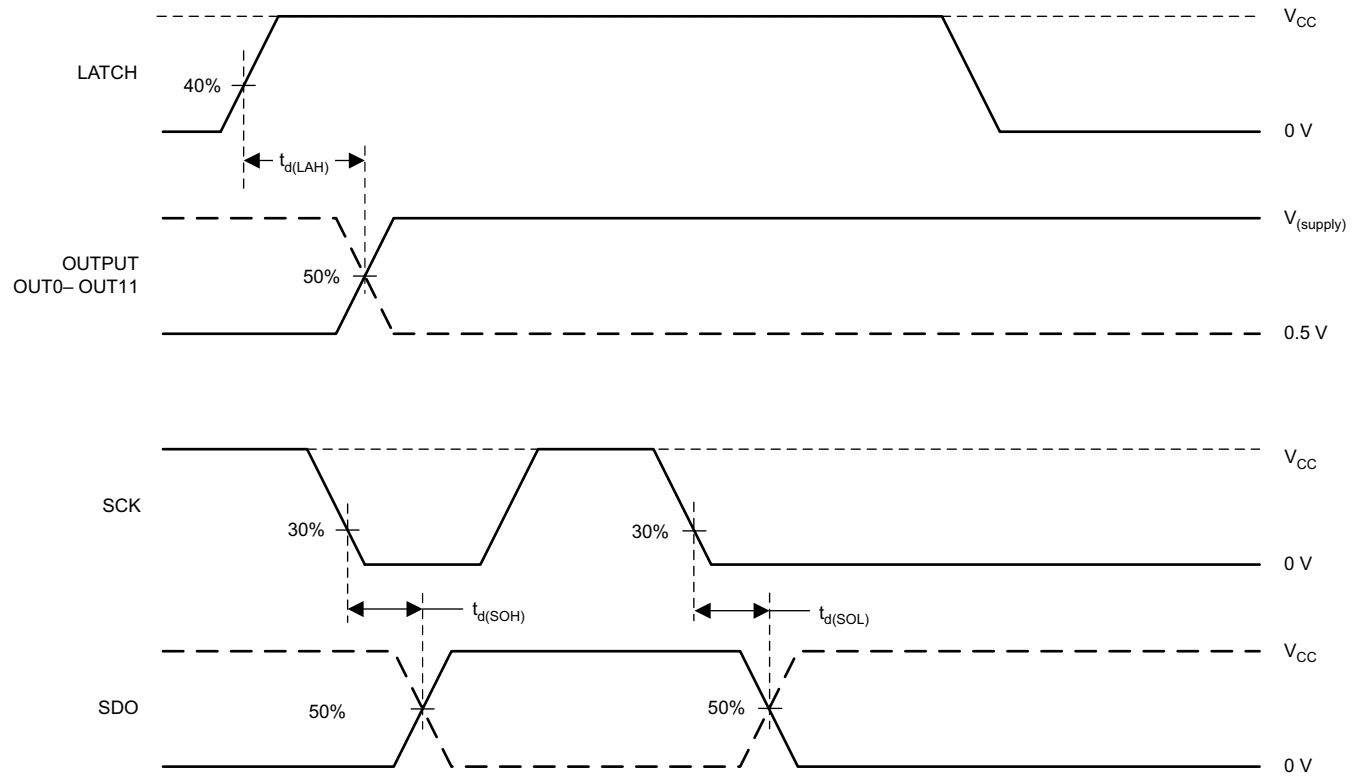 V_CC
LATCH
40%
0 V
t_d(LAH)
V_(supply)
OUTPUT
OUT0– OUT11
50%
0.5 V
V_CC
SCK
30%
30%
0 V
t_d(SOH)
t_d(SOL)
V_CC
SDO
50%
50%
0 V